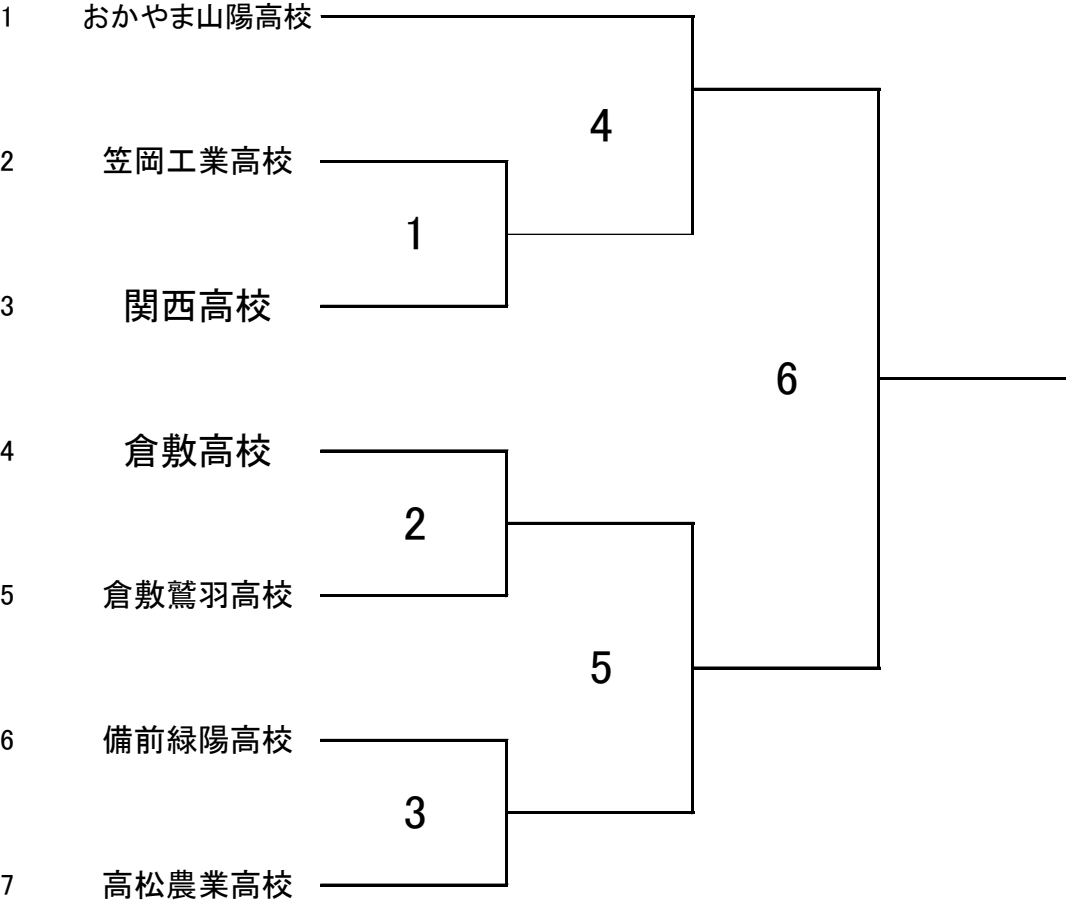 1 おかやま山陽高校
4
2 笠岡工業高校
1
3 関西高校
6
4 倉敷高校
2
5 倉敷鷲羽高校
5
6 備前緑陽高校
3
7 高松農業高校